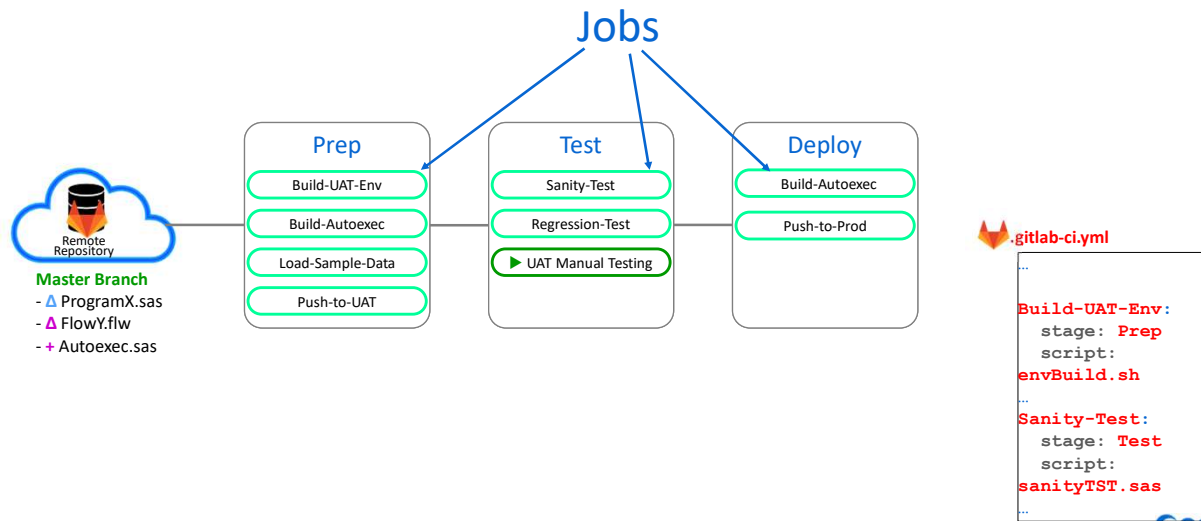 Jobs
Prep
Build-UAT-Env
Build-Autoexec
Load-Sample-Data
Push-to-UAT
Test
Sanity-Test
Regression-Test
UAT Manual Testing
Deploy
Build-Autoexec
Push-to-Prod
Remote
Repository
Master Branch
- Δ ProgramX.sas
- Δ FlowY.flw
- + Autoexec.sas
.gitlab-ci.yml
...
Build-UAT-Env:
stage: Prep
script:
envBuild.sh
...
Sanity-Test:
stage: Test
script:
sanityTST.sas
...